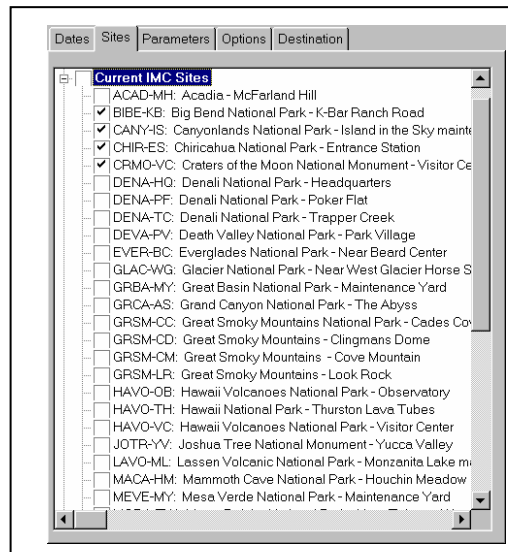 Dates Sites Parameters Options Destination
Current IMC Sites
ACAD-MH: Acadia - McFarland Hill
BIBE-KB: Big Bend National Park - K-Bar Ranch Road
CANY-IS: Canyonlands National Park - Island in the Sky mainte
CHIR-ES: Chiricahua National Park - Entrance Station
CRMO-VC: Craters of the Moon National Monument - Visitor Ce
DENA-HQ: Denali National Park - Headquarters
DENA-PF: Denali National Park - Poker Flat
DENA-TC: Denali National Park - Trapper Creek
DEVA-PV: Death Valley National Park - Park Village
EVER-BC: Everglades National Park - Near Beard Center
GLAC-WG: Glacier National Park - Near West Glacier Horse S
GRBA-MY: Great Basin National Park - Maintenance Yard
GRCA-AS: Grand Canyon National Park - The Abyss
GRSM-CC: Great Smoky Mountains National Park - Cades Cov
GRSM-CD: Great Smoky Mountains - Clingmans Dome
GRSM-CM: Great Smoky Mountains - Cove Mountain
GRSM-LR: Great Smoky Mountains - Look Rock
HAVO-OB: Hawaii Volcanoes National Park - Observatory
HAVO-TH: Hawaii National Park - Thurston Lava Tubes
HAVO-VC: Hawaii Volcanoes National Park - Visitor Center
JOTR-YV: Joshua Tree National Monument - Yucca Valley
LAVO-ML: Lassen Volcanic National Park - Monzanita Lake m
MACA-HM: Mammoth Cave National Park - Houchin Meadow
MEVE-MY: Mesa Verde National Park - Maintenance Yard